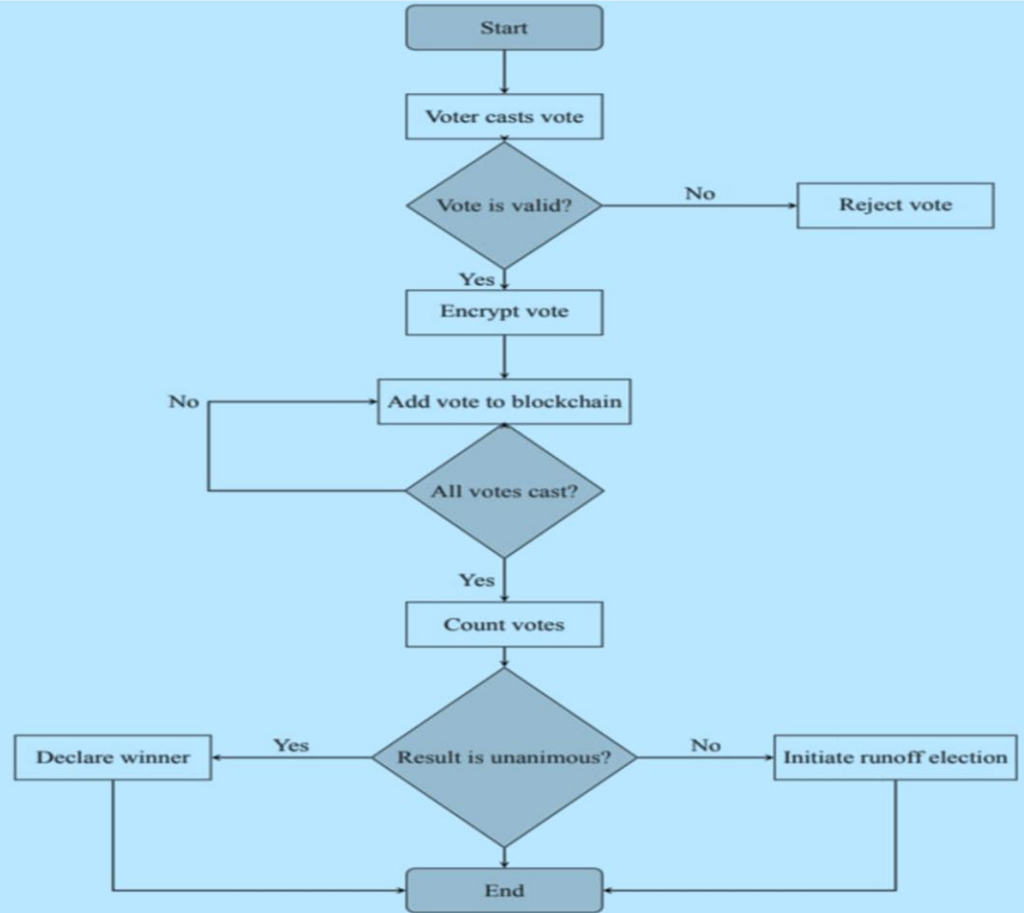 Start
Voter casts vote
Vote is valid?
No
Reject vote
Yes
Encrypt vote
No
Add vote to blockchain
All votes cast?
Yes
Count votes
Declare winner
Yes
Result is unanimous?
No
Initiate runoff election
End